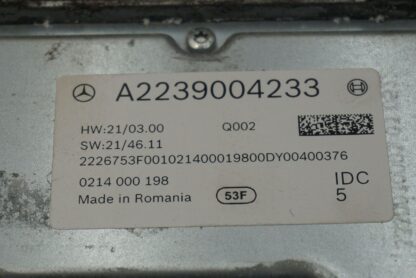 A2239004233
HW:21/03.00 Q002
SW:21/46.11
2226753F001021400019800DY00400376
0214 000 198 IDC
Made in Romania 53F 5